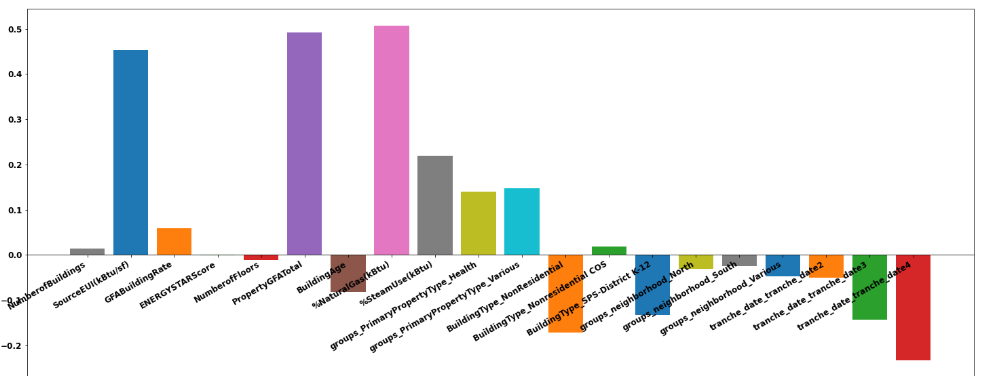 0.5
0.4
0.3
0.2
0.1
0.0
−0.1
−0.2
NumberofBuildings
SourceEUI(kBtu/sf)
GFABuildingRate
ENERGYSTARScore
NumberofFloors
PropertyGFATotal
BuildingAge
%NaturalGas(kBtu)
%SteamUse(kBtu)
groups_PrimaryPropertyType_Health
groups_PrimaryPropertyType_Various
BuildingType_NonResidential
BuildingType_Nonresidential COS
BuildingType_SPS-District K-12
groups_neighborhood_North
groups_neighborhood_South
groups_neighborhood_Various
tranche_date_tranche_date2
tranche_date_tranche_date3
tranche_date_tranche_date4